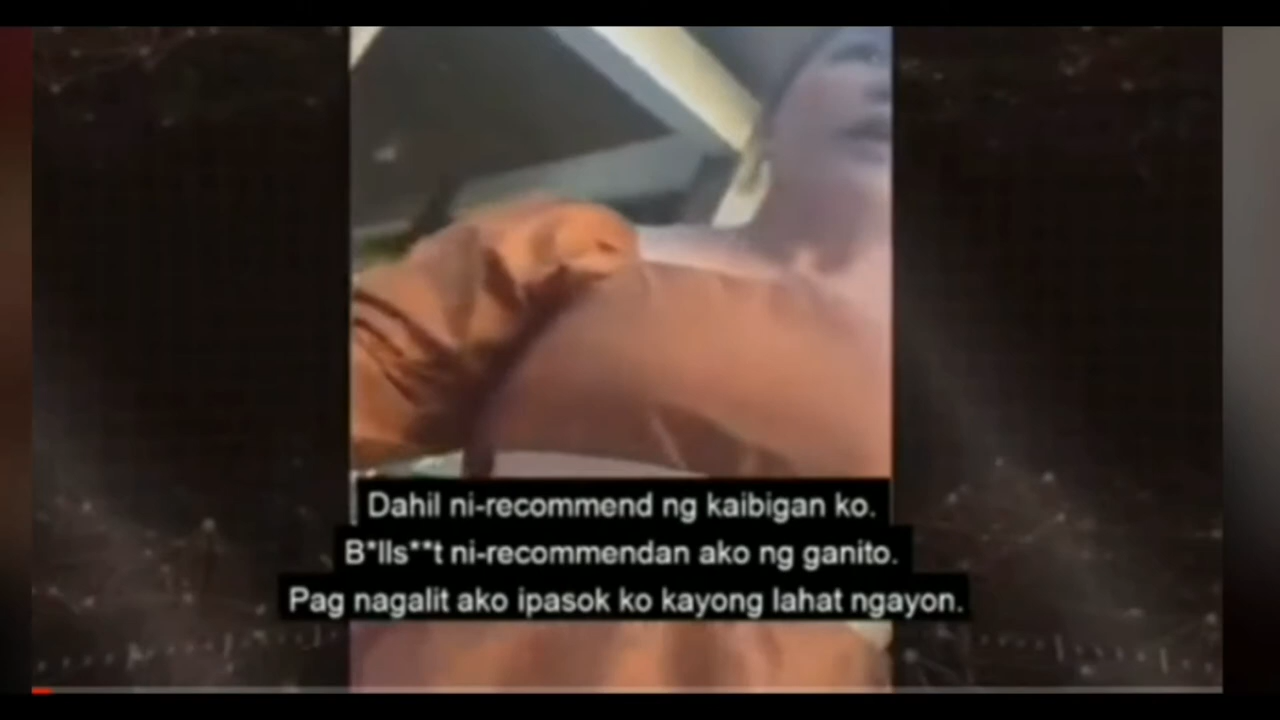 Dahil ni-recommend ng kaibigan ko.
B*lls**t ni-recommendan ako ng ganito.
Pag nagalit ako ipasok ko kayong lahat ngayon.